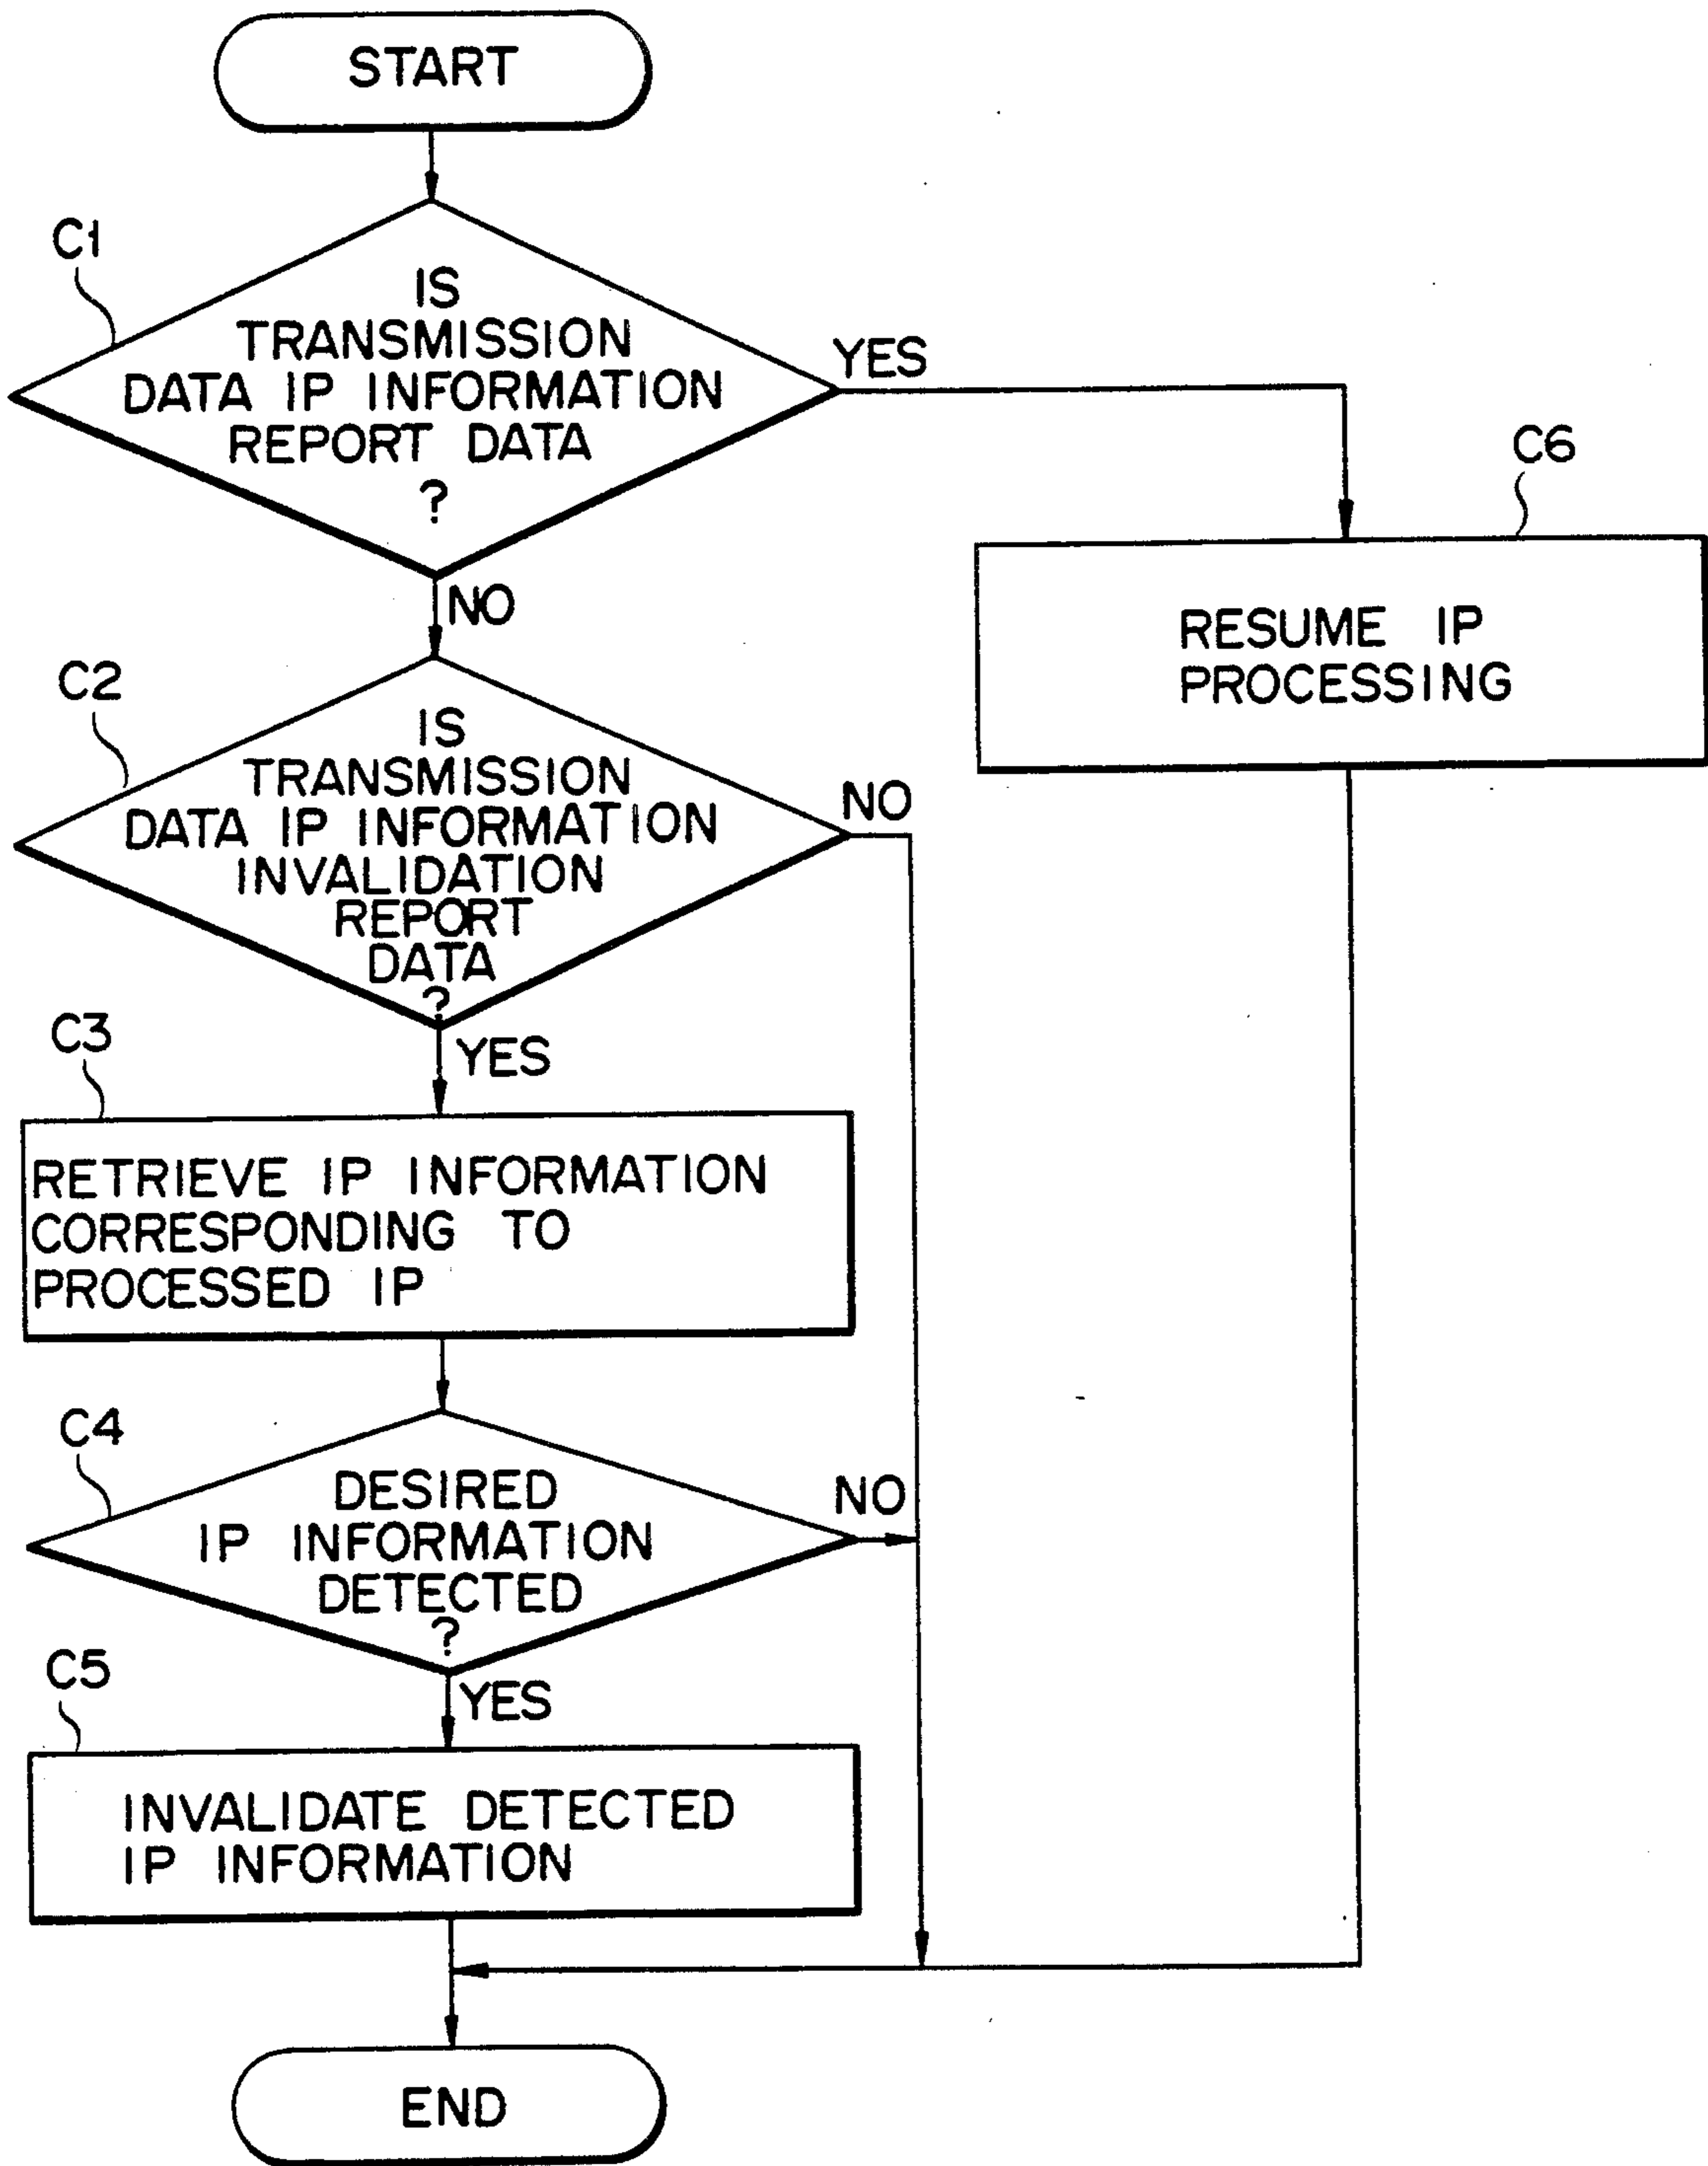 START
C1
IS
TRANSMISSION
DATA IP INFORMATION
REPORT DATA
?
YES
NO
C6
RESUME IP
PROCESSING
C2
IS
TRANSMISSION
DATA IP INFORMATION
INVALIDATION
REPORT
DATA
?
NO
YES
C3
RETRIEVE IP INFORMATION
CORRESPONDING TO
PROCESSED IP
C4
DESIRED
IP INFORMATION
DETECTED
?
NO
YES
C5
INVALIDATE DETECTED
IP INFORMATION
END